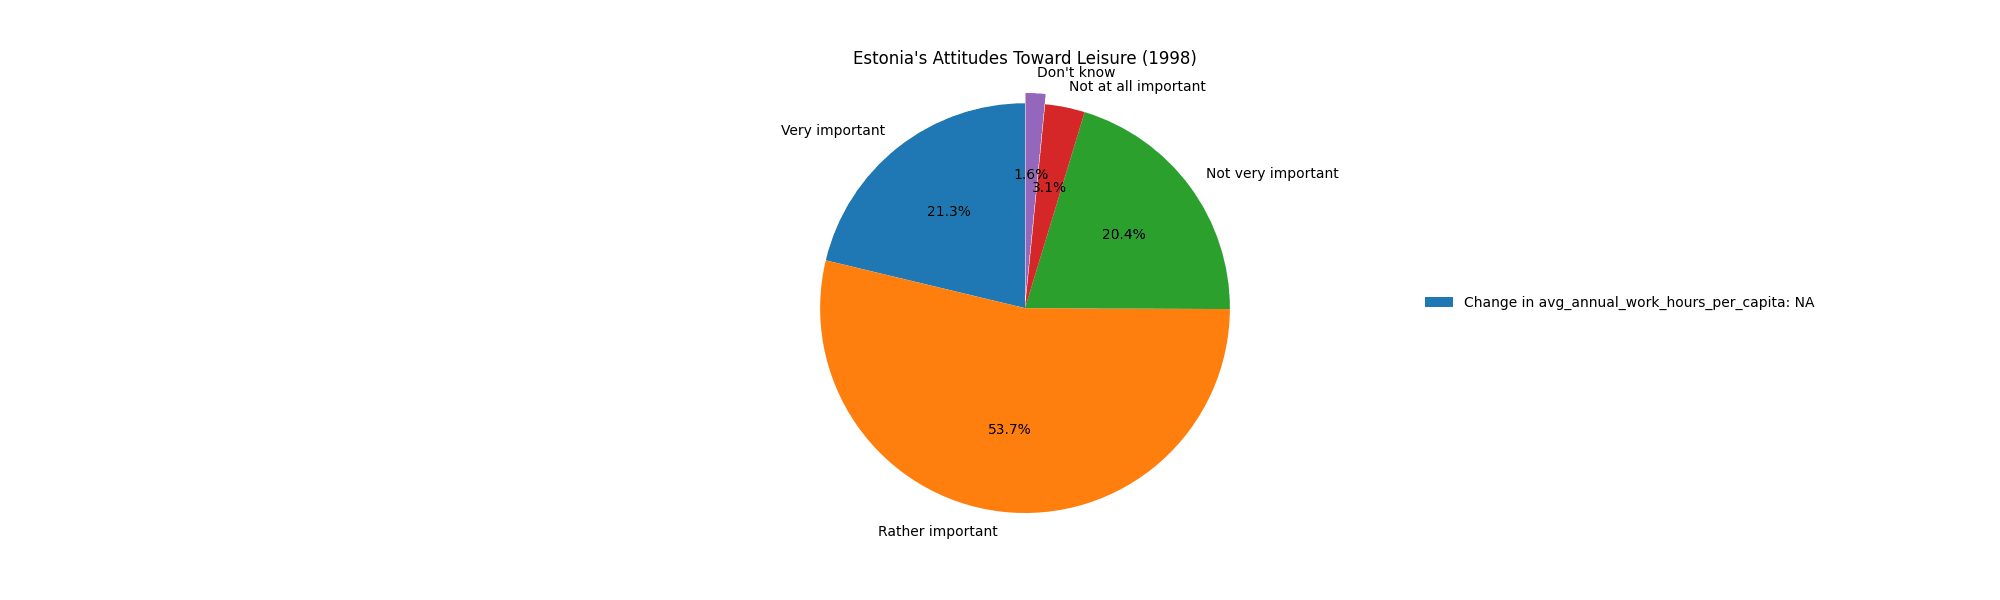 Estonia's Attitudes Toward Leisure (1998)
Don't know
Not at all important
Very important
Not very important
1.6%
3.1%
21.3%
20.4%
Change in avg_annual_work_hours_per_capita: NA
53.7%
Rather important